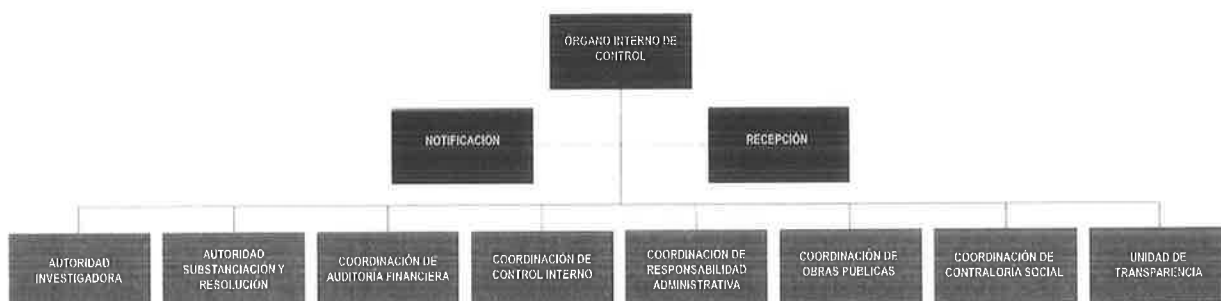 ÓRGANO INTERNO DE
CONTROL
NOTIFICACIÓN
RECEPCIÓN
AUTORIDAD
INVESTIGADORA
AUTORIDAD
SUBSTANCIACIÓN Y
RESOLUCIÓN
COORDINACIÓN DE
AUDITORÍA FINANCIERA
COORDINACIÓN DE
CONTROL INTERNO
COORDINACIÓN DE
RESPONSABILIDAD
ADMINISTRATIVA
COORDINACIÓN DE
OBRAS PÚBLICAS
COORDINACIÓN DE
CONTRALORÍA SOCIAL
UNIDAD DE
TRANSPARENCIA